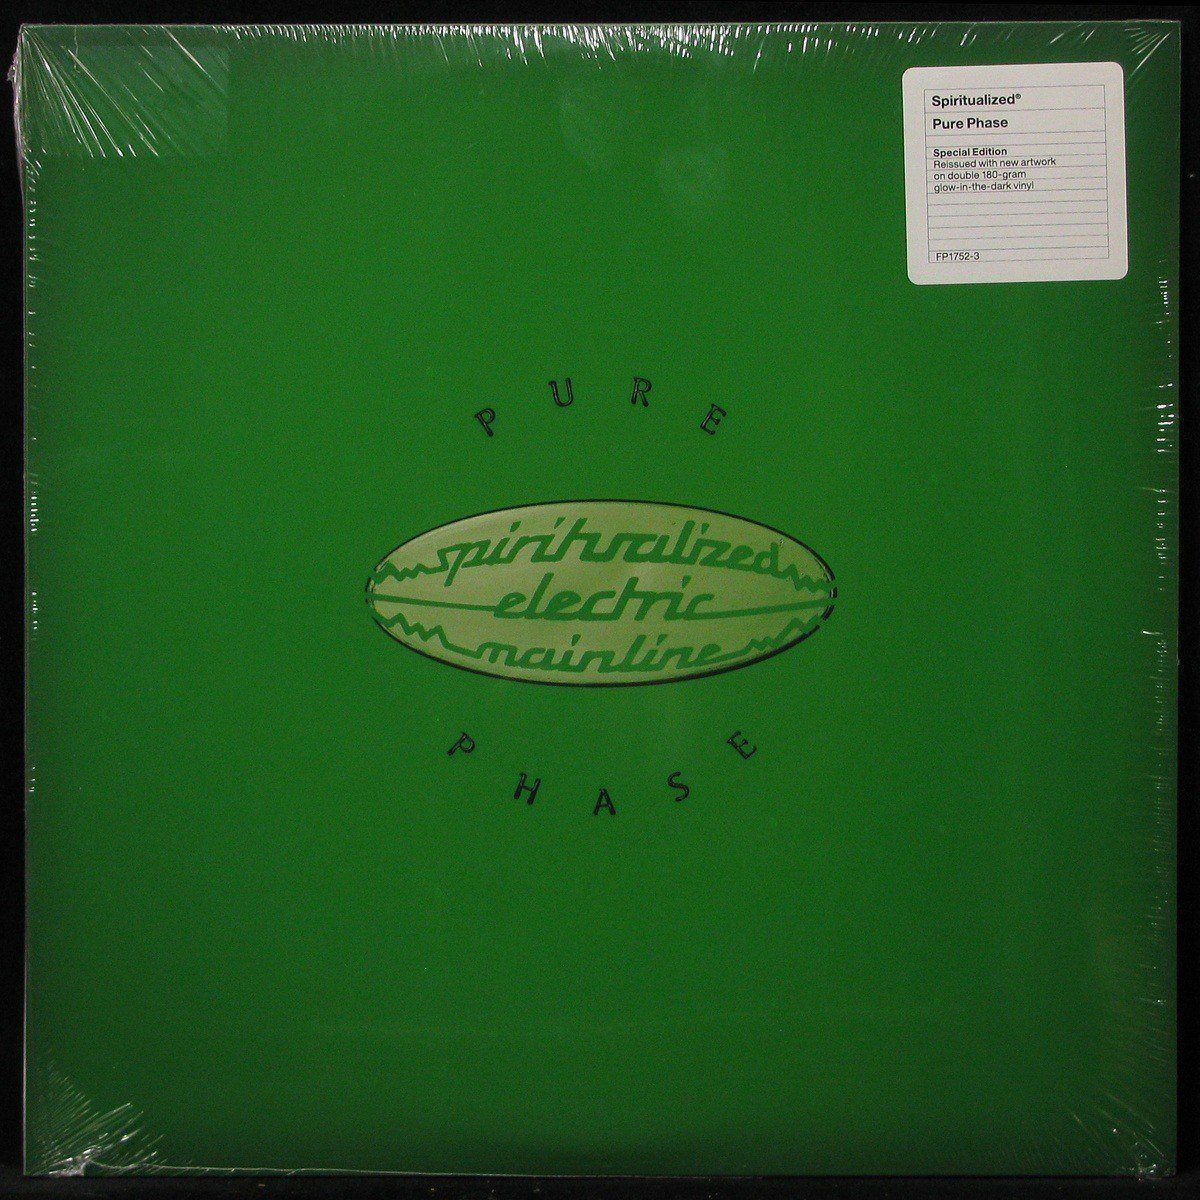 Spiritualized®
Pure Phase
Special Edition
Reissued with new artwork
on double 180-gram
glow-in-the-dark vinyl
FP1752-3
PURE
spiritualized
electric
mainline
PHASE